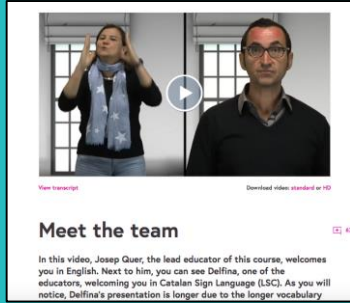 View transcript
Download video: standard or HD
Meet the team
In this video, Josep Quer, the lead educator of this course, welcomes
you in English. Next to him, you can see Delfina, one of the
educators, welcoming you in Catalan Sign Language (LSC). As you will
notice, Delfina's presentation is longer due to the longer vocabulary